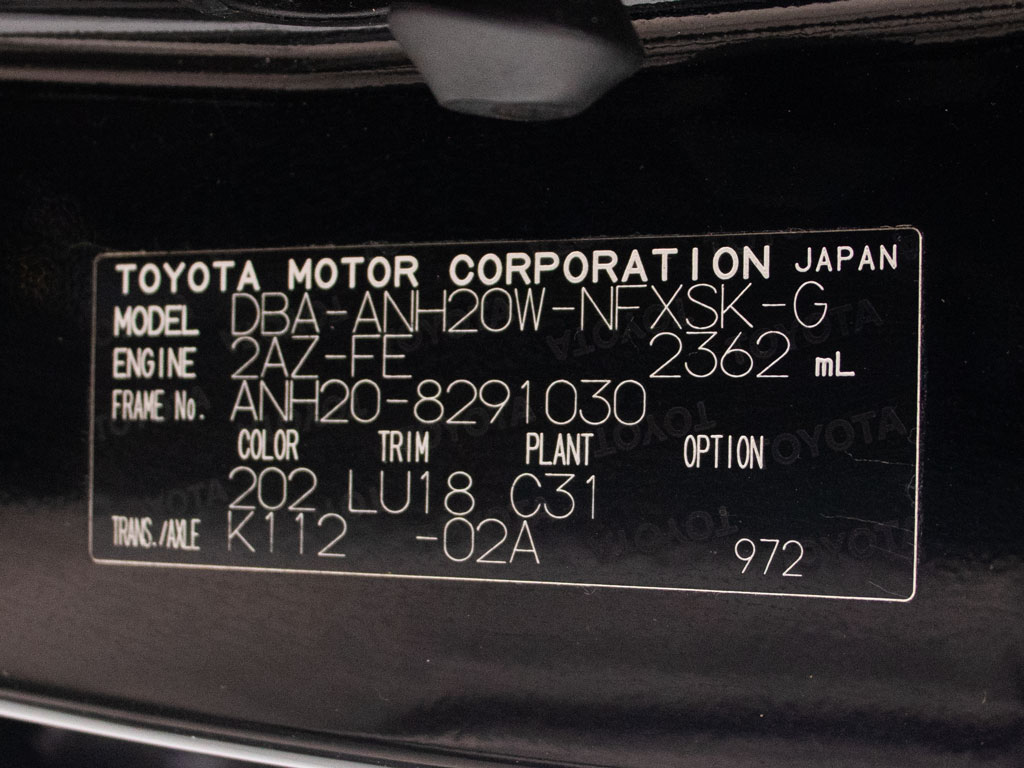 TOYOTA MOTOR CORPORATION JAPAN
MODEL DBA-ANH20W-NFXSK-G
ENGINE 2AZ-FE 2362 mL
FRAME No. ANH20-8291030
COLOR TRIM PLANT OPTION
202 LU18 C31
TRANS./AXLE K112 -02A 972